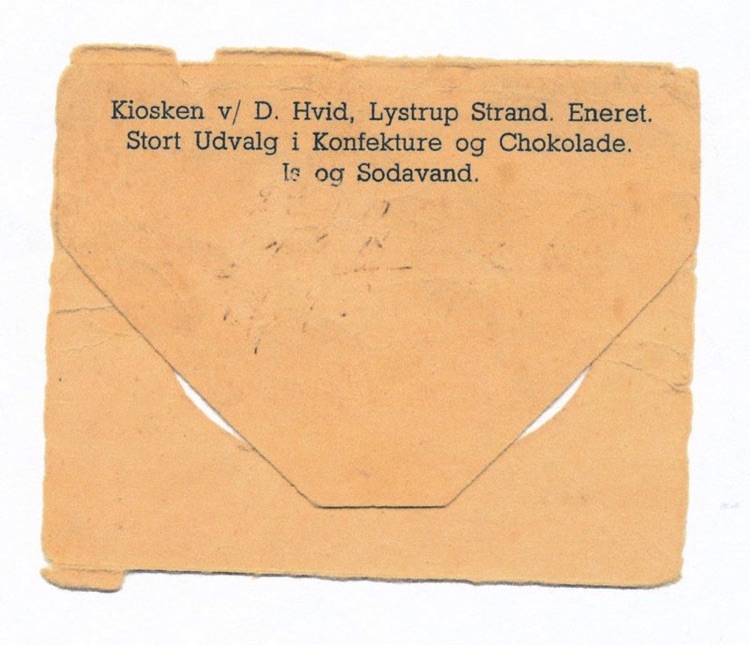 Kiosken v/ D. Hvid, Lystrup Strand. Eneret.
Stort Udvalg i Konfekture og Chokolade.
Is og Sodavand.